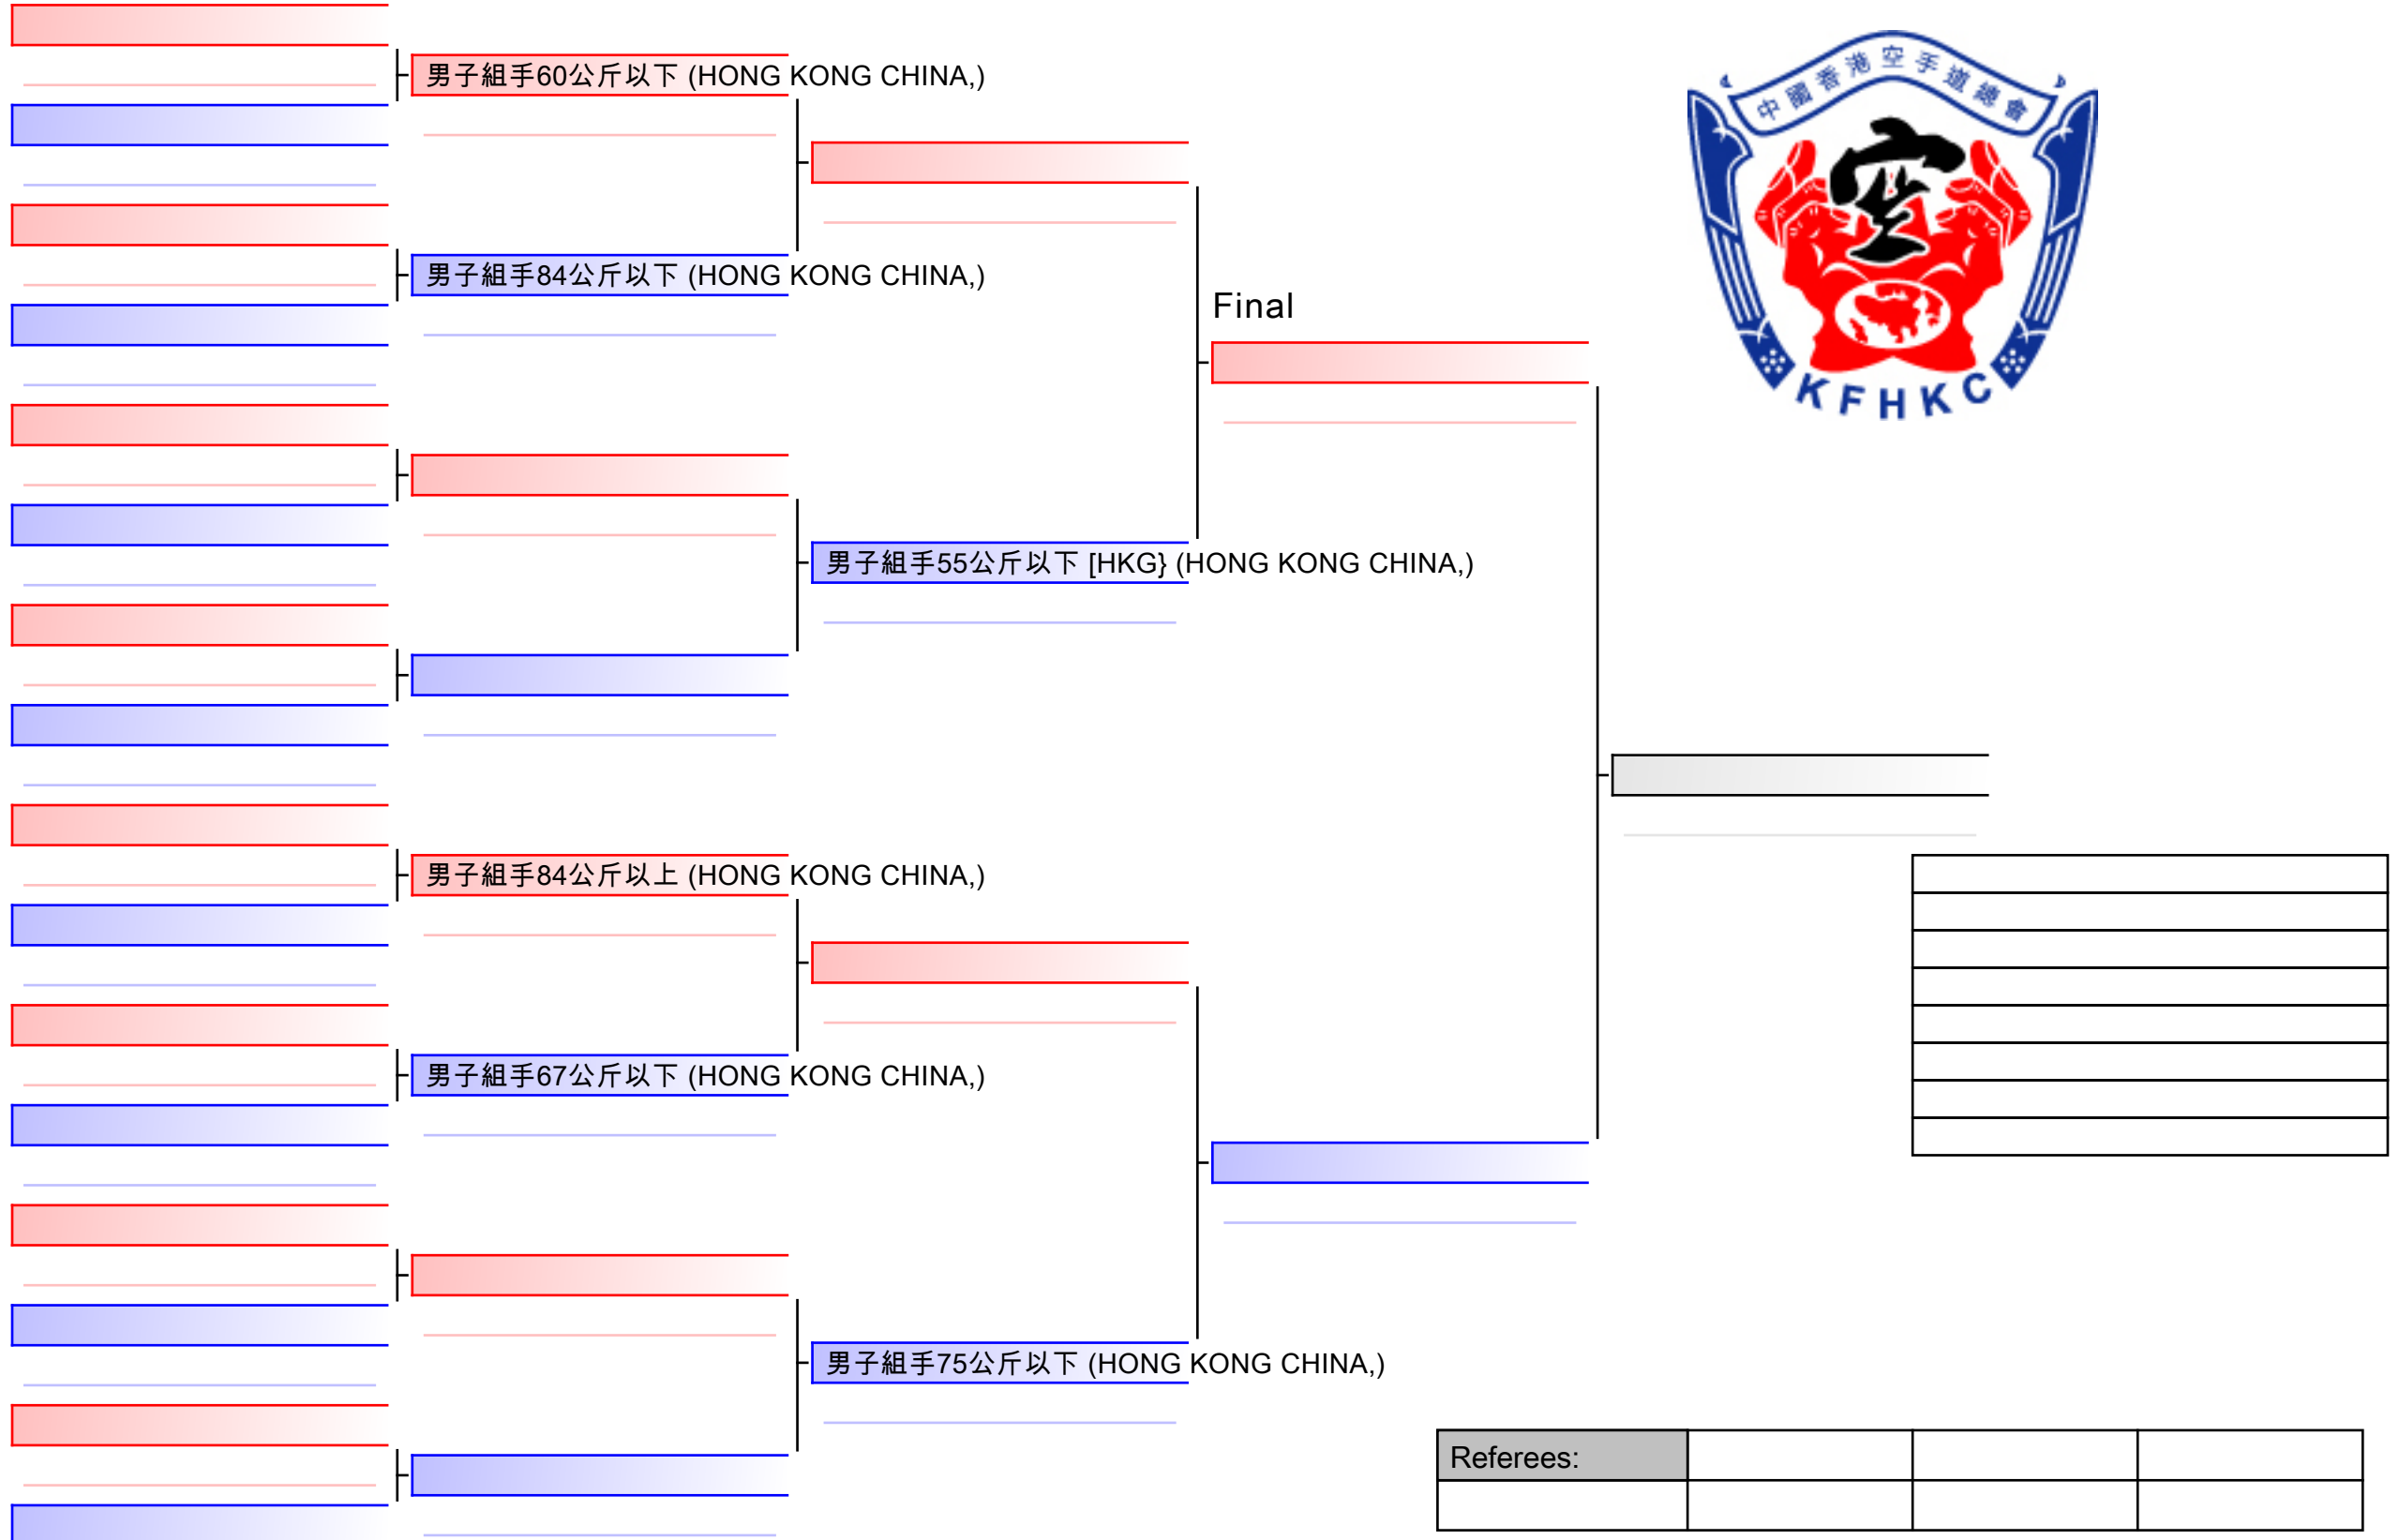 中國香港空手道總會
空
KFHKC
男子組手60公斤以下 (HONG KONG CHINA,)
男子組手84公斤以下 (HONG KONG CHINA,)
Final
男子組手55公斤以下 [HKG} (HONG KONG CHINA,)
男子組手84公斤以上 (HONG KONG CHINA,)
男子組手67公斤以下 (HONG KONG CHINA,)
男子組手75公斤以下 (HONG KONG CHINA,)
Referees: